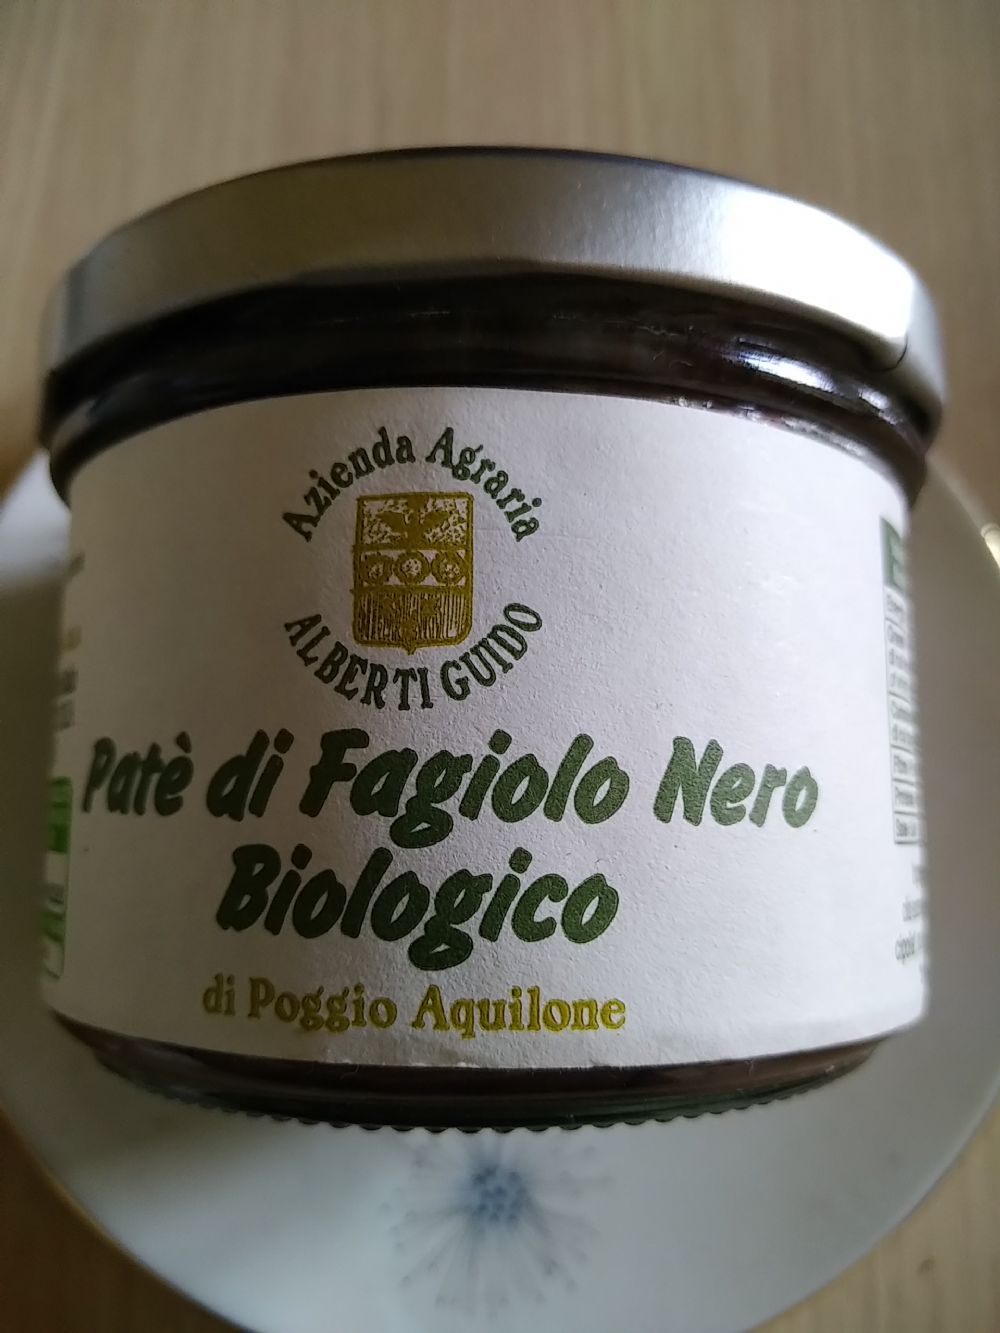 Azienda Agraria
ALBERTI GUIDO
Patè di Fagiolo Nero
Biologico
di Poggio Aquilone